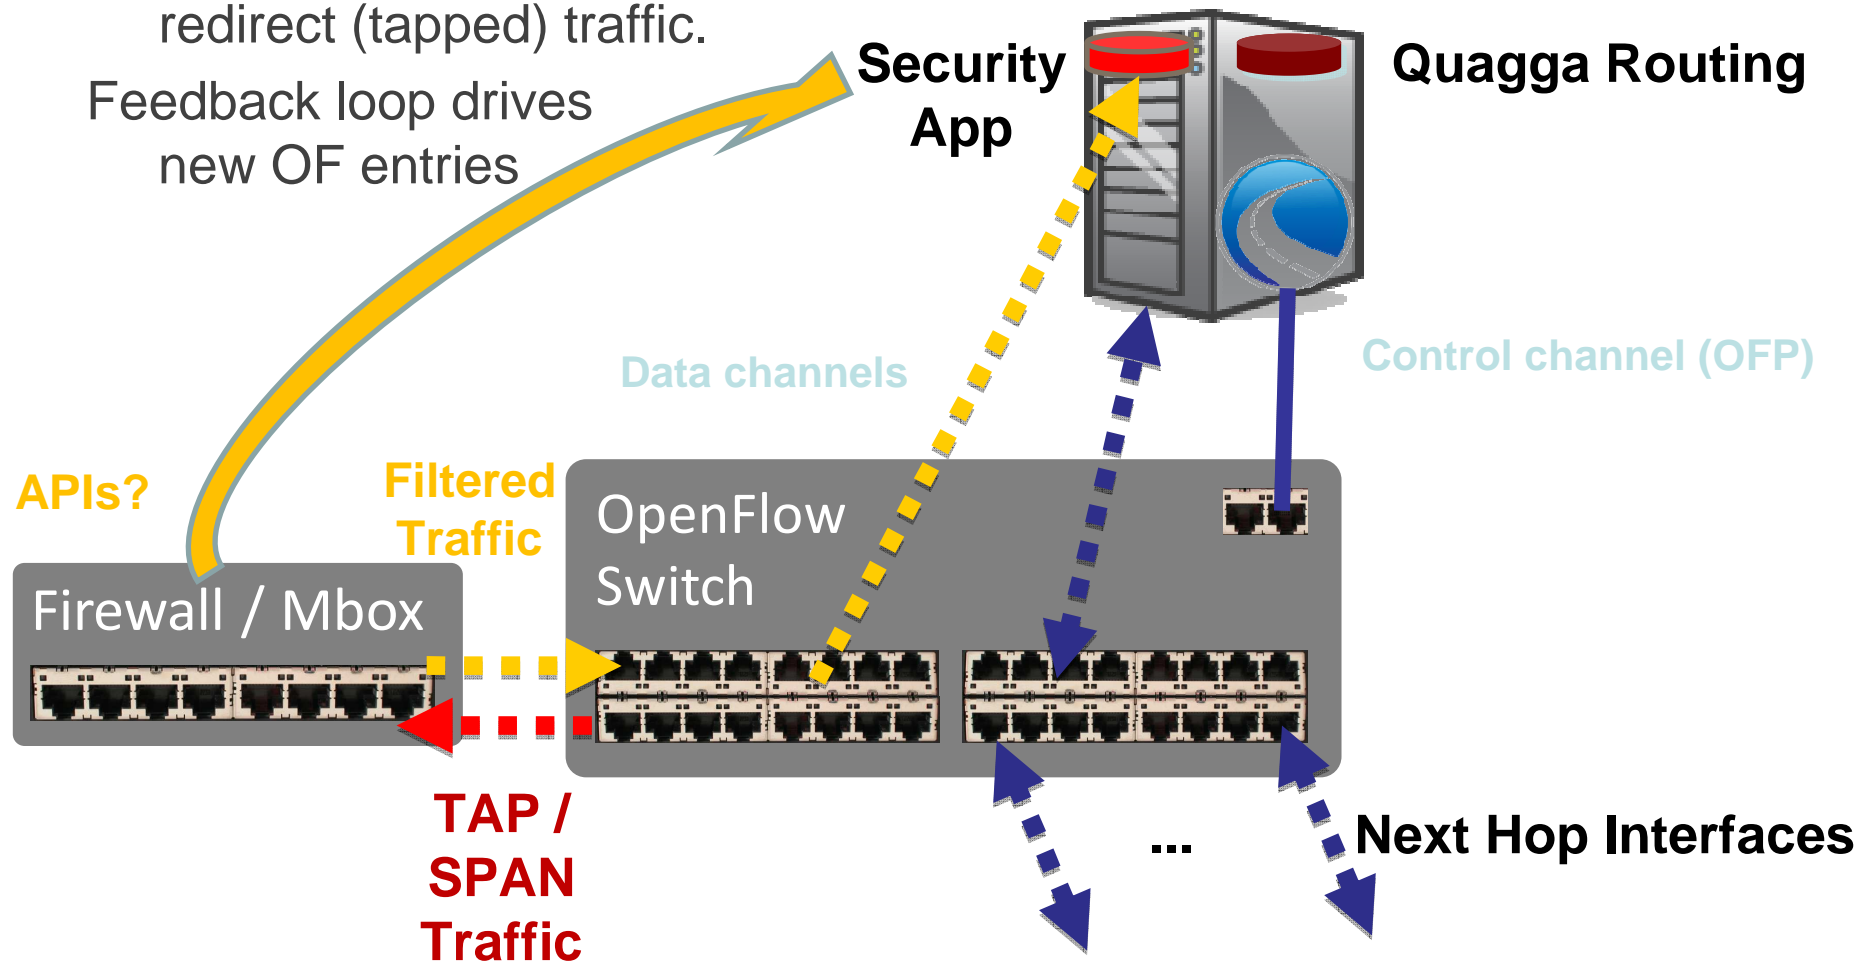 redirect (tapped) traffic.
Feedback loop drives
new OF entries
Security
App
Quagga Routing
Data channels
Control channel (OFP)
APIs?
Filtered
Traffic
OpenFlow
Switch
Firewall / Mbox
TAP /
SPAN
Traffic
...
Next Hop Interfaces